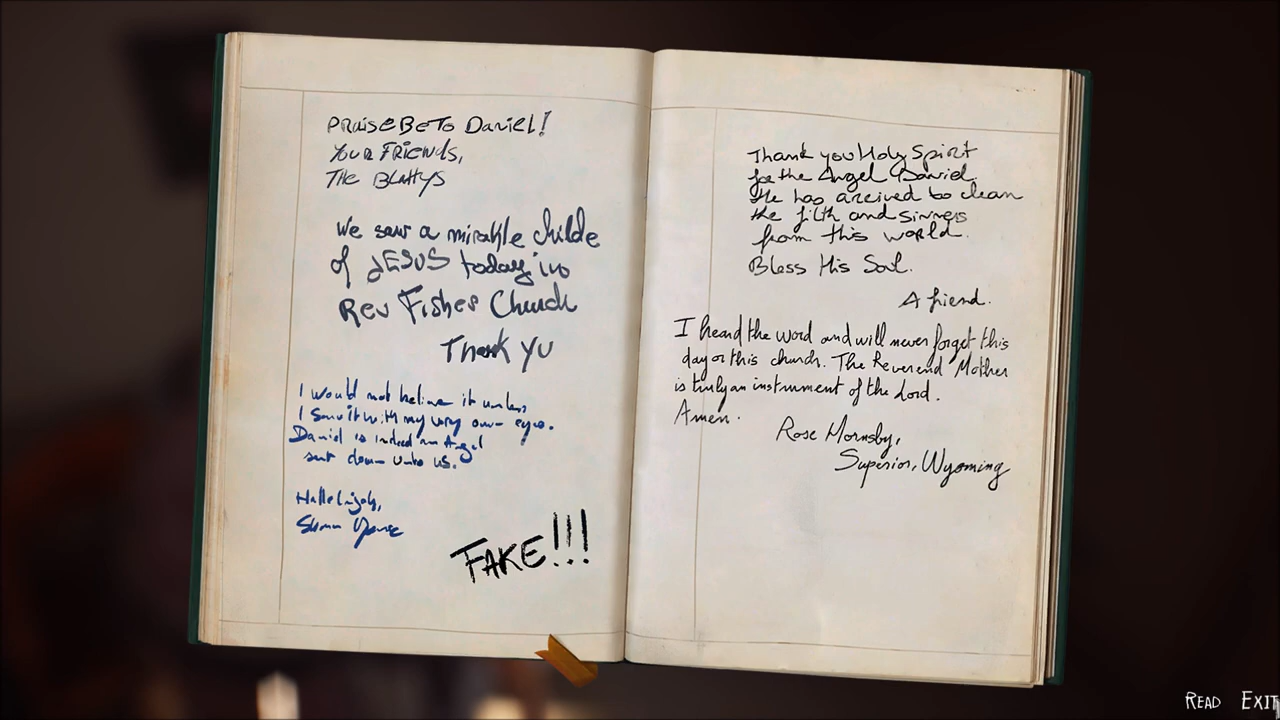 PRaiSE Be To Daniel!
YouR FRiENds,
THE BLattys
We saw a mirakle childe
of JESUS today in
Rev Fisher Church
Thank YU
I would not believe it unless
I saw it with my very own eyes.
Daniel is indeed an Angel
sent down unto us.
Hallelujah,
FAKE!!!
Thank you Holy Spirit
for the Angel Daniel.
He has arrived to clean
the filth and sinners
from this world.
Bless His Soul.
A friend.
I heard the word and will never forget this
day or this church. The Reverend Mother
is truly an instrument of the Lord.
Amen.
Rose Mornsby,
Superior, Wyoming
READ EXIT